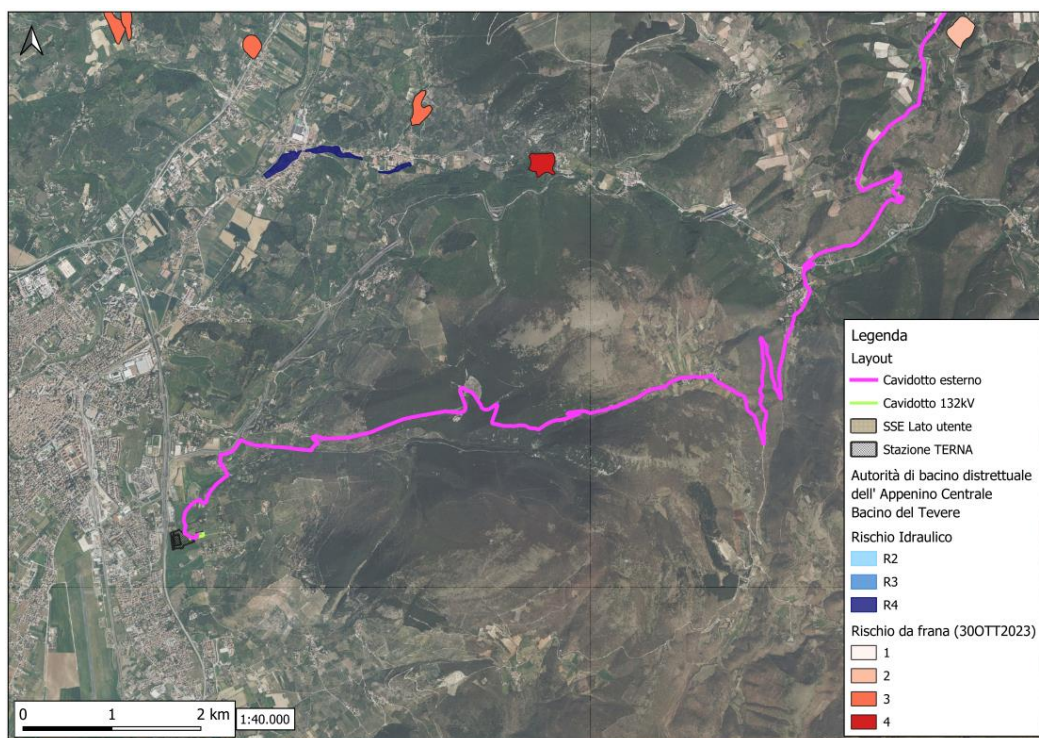 Legenda
Layout
Cavidotto esterno
Cavidotto 132kV
SSE Lato utente
Stazione TERNA
Autorità di bacino distrettuale
dell' Appenino Centrale
Bacino del Tevere
Rischio Idraulico
R2
R3
R4
Rischio da frana (30OTT2023)
1
2
3
4
0 1 2 km
1:40.000